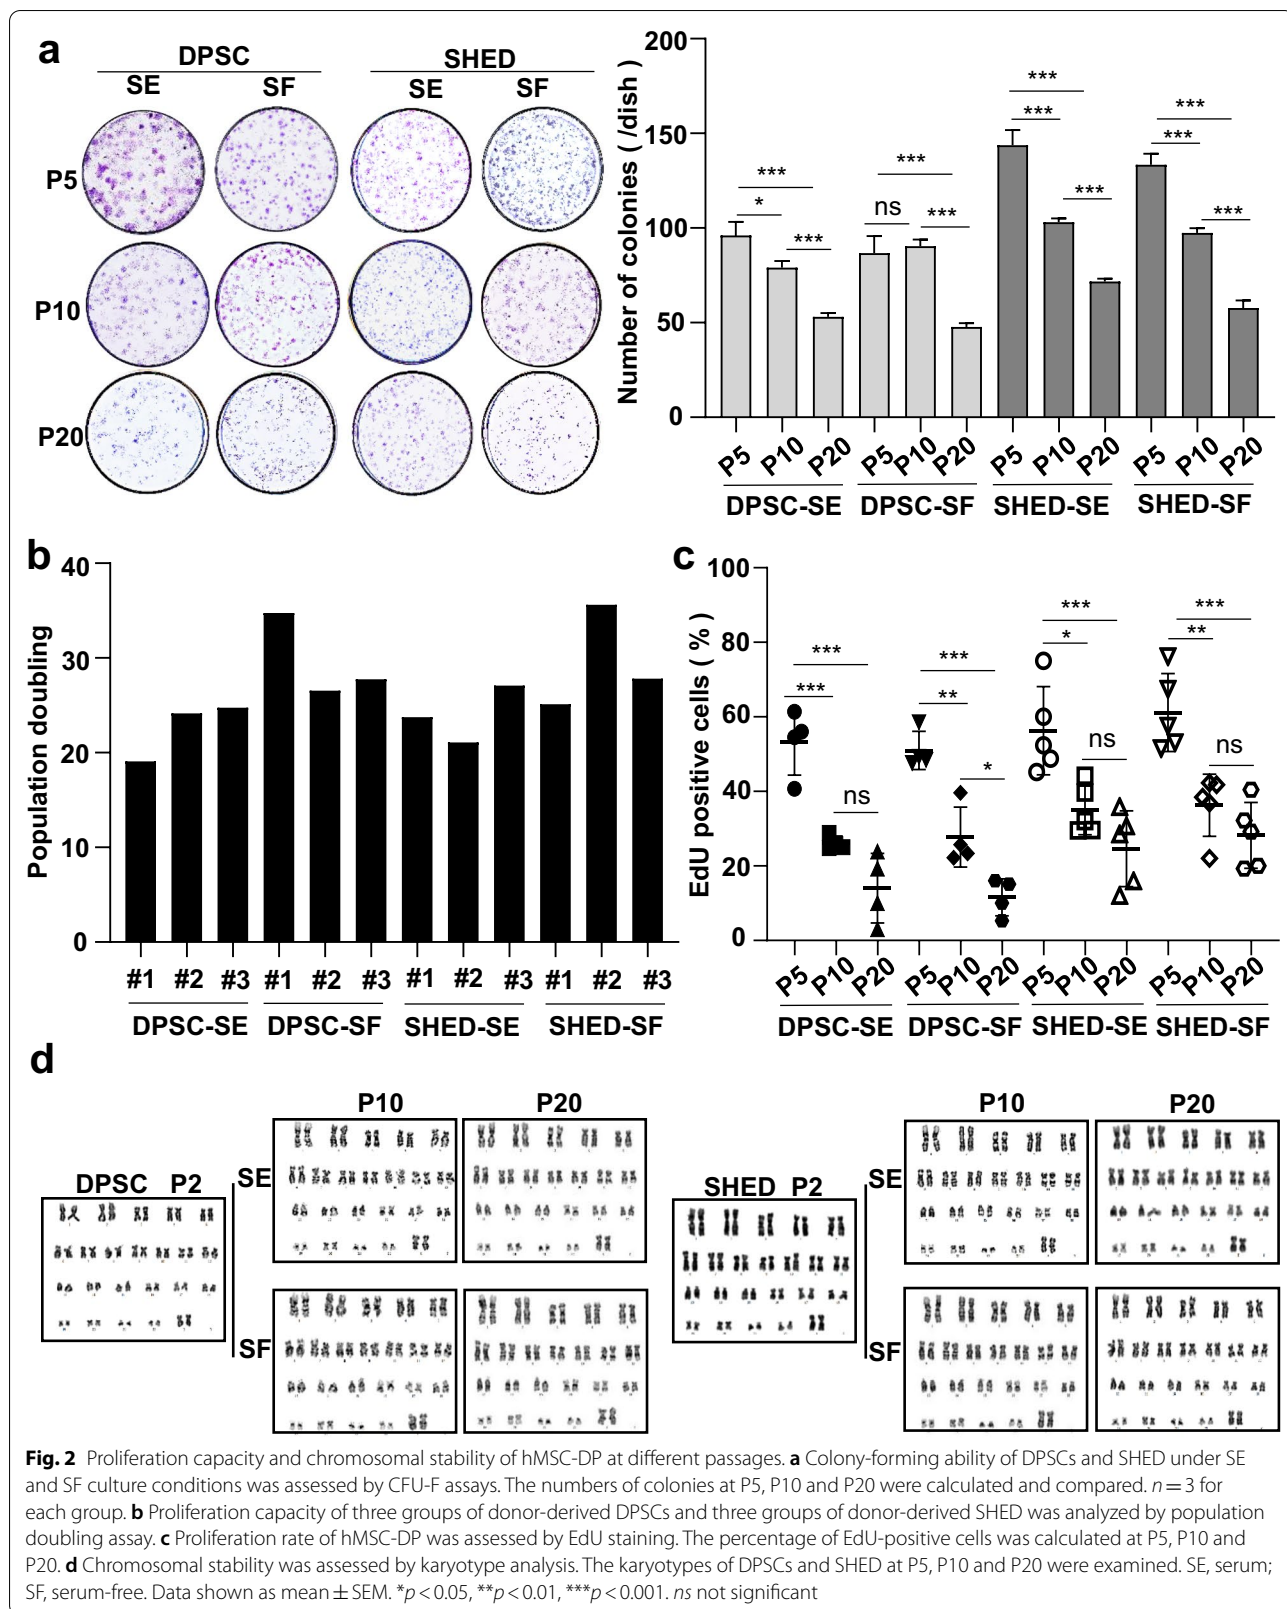 a
DPSC SHED
SE SF SE SF
P5
P10
P20
Number of colonies ( /dish )
200
150
100
50
0
*** * ***
*** ns ***
*** *** ***
*** *** ***
P5 P10 P20 P5 P10 P20 P5 P10 P20 P5 P10 P20
DPSC-SE DPSC-SF SHED-SE SHED-SF
b
Population doubling
40
30
20
10
0
#1 #2 #3 #1 #2 #3 #1 #2 #3 #1 #2 #3
DPSC-SE DPSC-SF SHED-SE SHED-SF
c
EdU positive cells ( % )
100
80
60
40
20
0
*** *** ns
*** ** *
*** * ns
*** ** ns
P5 P10 P20 P5 P10 P20 P5 P10 P20 P5 P10 P20
DPSC-SE DPSC-SF SHED-SE SHED-SF
d
P10 P20 P10 P20
DPSC P2 SE SHED P2 SE
SF SF
Fig. 2 Proliferation capacity and chromosomal stability of hMSC-DP at different passages. a Colony-forming ability of DPSCs and SHED under SE
and SF culture conditions was assessed by CFU-F assays. The numbers of colonies at P5, P10 and P20 were calculated and compared. n = 3 for
each group. b Proliferation capacity of three groups of donor-derived DPSCs and three groups of donor-derived SHED was analyzed by population
doubling assay. c Proliferation rate of hMSC-DP was assessed by EdU staining. The percentage of EdU-positive cells was calculated at P5, P10 and
P20. d Chromosomal stability was assessed by karyotype analysis. The karyotypes of DPSCs and SHED at P5, P10 and P20 were examined. SE, serum;
SF, serum-free. Data shown as mean ± SEM. *p < 0.05, **p < 0.01, ***p < 0.001. ns not significant